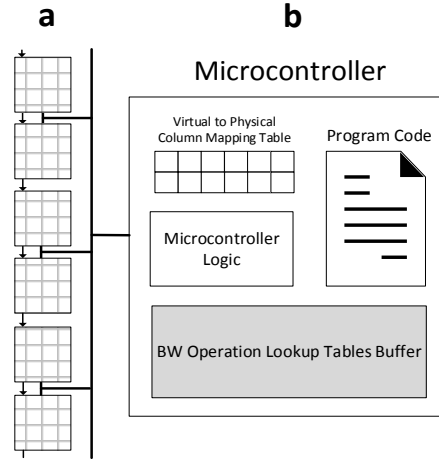 a
b
Microcontroller
Virtual to Physical
Column Mapping Table
Program Code
Microcontroller
Logic
BW Operation Lookup Tables Buffer